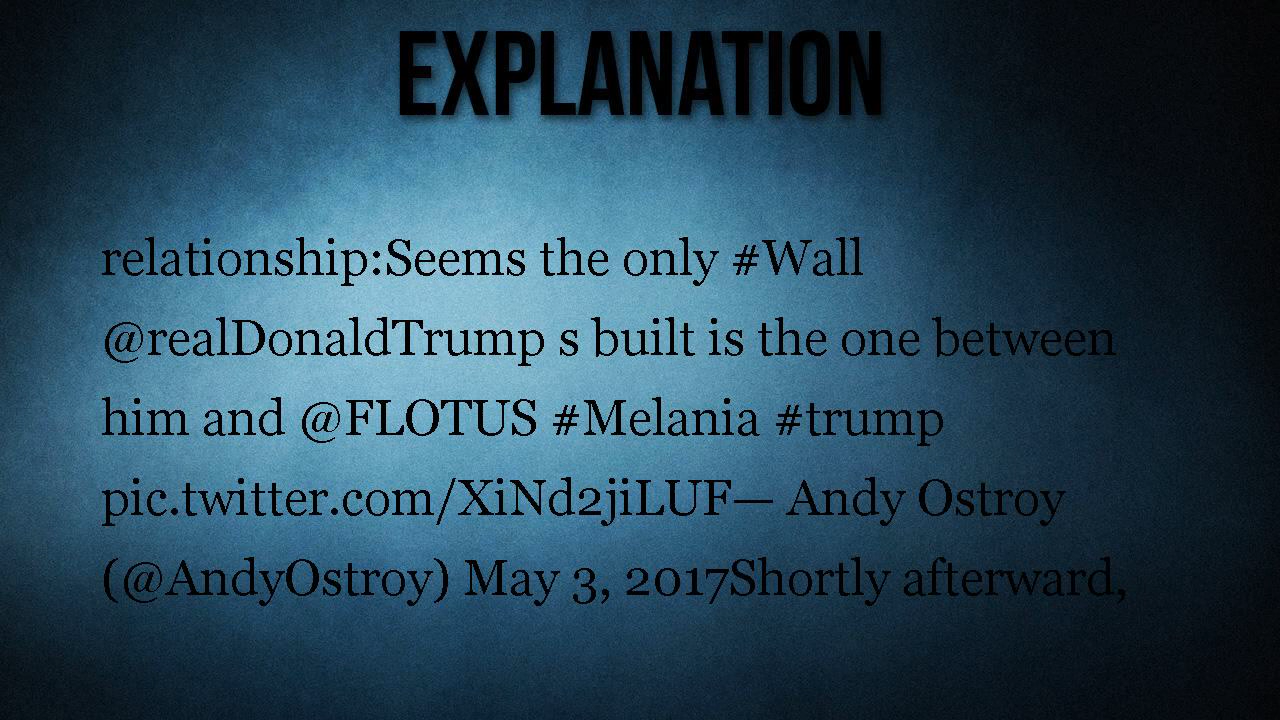 EXPLANATION
relationship:Seems the only #Wall
@realDonaldTrump s built is the one between
him and @FLOTUS #Melania #trump
pic.twitter.com/XiNd2jiLUF— Andy Ostroy
(@AndyOstroy) May 3, 2017Shortly afterward,